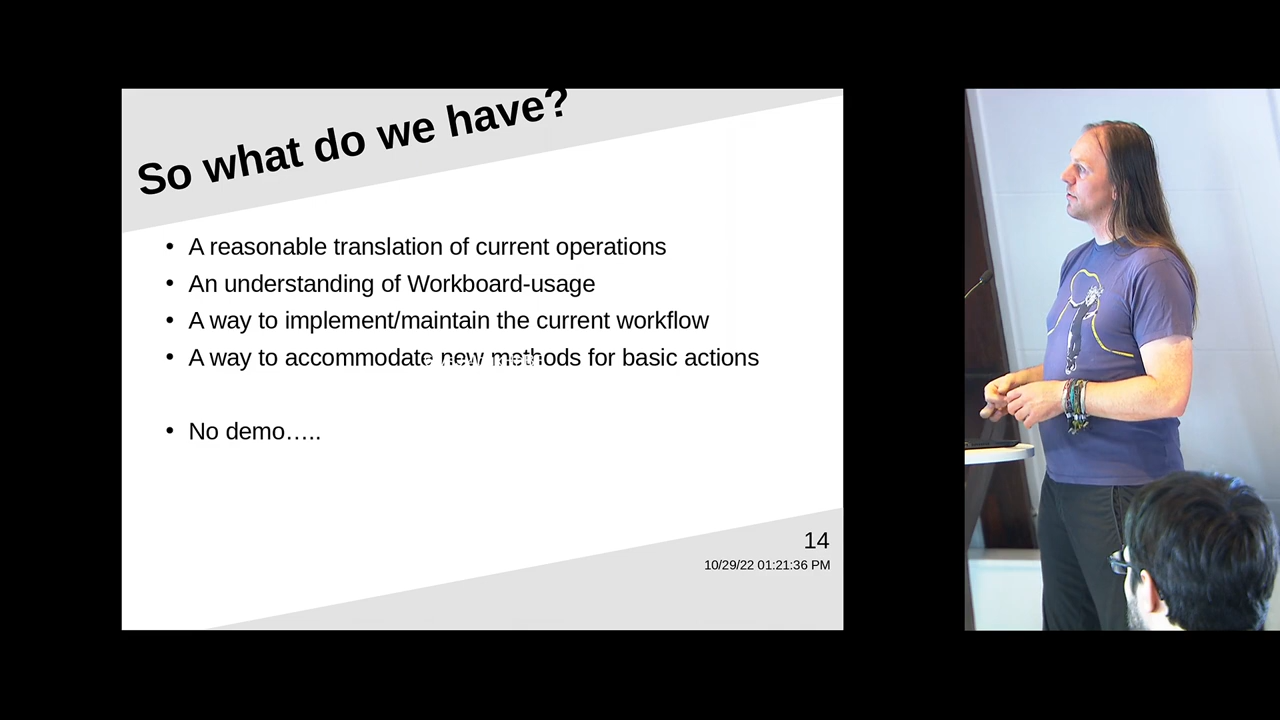 So what do we have?
• A reasonable translation of current operations
• An understanding of Workboard-usage
• A way to implement/maintain the current workflow
• A way to accommodate new methods for basic actions
• No demo…..
14
10/29/22 01:21:36 PM